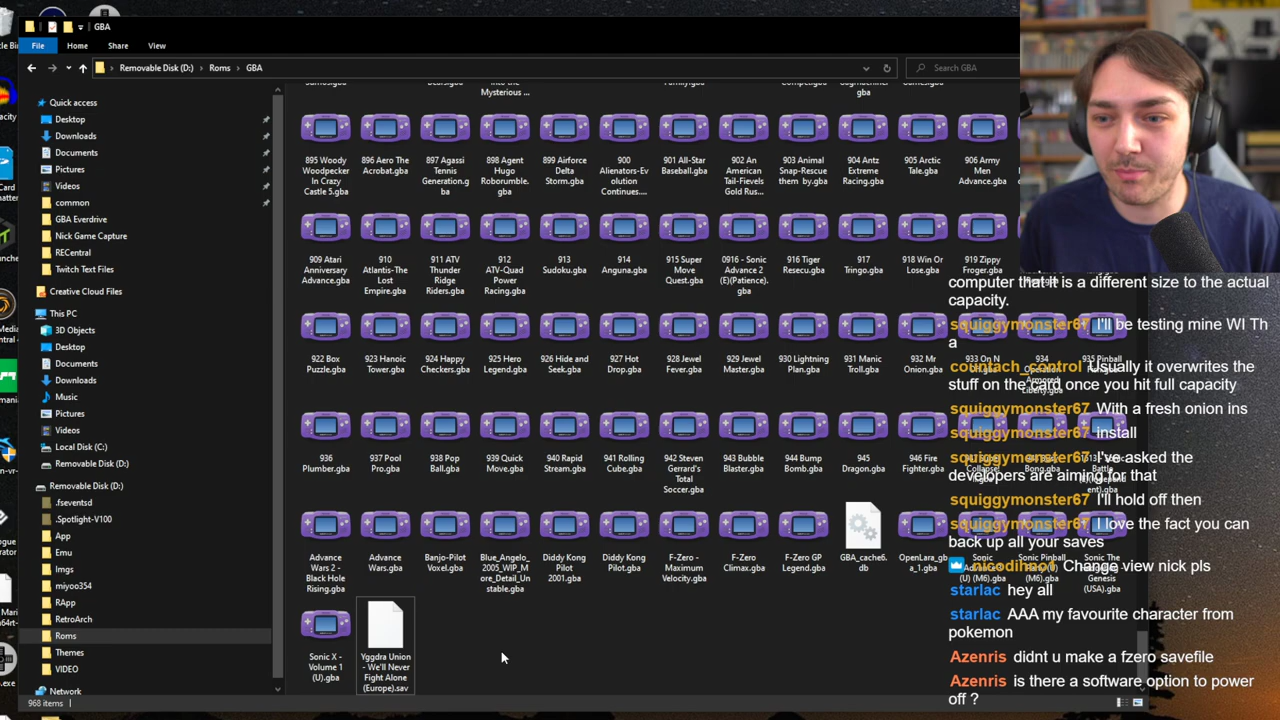 GBA
File Home Share View
Removable Disk (D:) > Roms > GBA
Search GBA
Quick access
Desktop
Downloads
Documents
Pictures
Videos
common
GBA Everdrive
Nick Game Capture
RECentral
Twitch Text Files
Creative Cloud Files
This PC
3D Objects
Desktop
Documents
Downloads
Music
Pictures
Videos
Local Disk (C:)
Removable Disk (D:)
Removable Disk (D:)
.fseventsd
.Spotlight-V100
App
Emu
Imgs
miyoo354
RApp
RetroArch
Roms
Themes
VIDEO
Network
968 items
Mysterious ...
895 Woody
Woodpecker
In Crazy
Castle 5.gba
896 Aero The
Acrobat.gba
897 Agassi
Tennis
Generation.g
ba
898 Agent
Hugo
Roborumble.
gba
899 Airforce
Delta
Storm.gba
900
Alienators-Ev
olution
Continues....
901 All-Star
Baseball.gba
902 An
American
Tail-Fievels
Gold Rus...
903 Animal
Snap-Rescue
them by.gba
904 Antz
Extreme
Racing.gba
905 Arctic
Tale.gba
906 Army
Men
Advance.gba
909 Atari
Anniversary
Advance.gba
910
Atlantis-The
Lost
Empire.gba
911 ATV
Thunder
Ridge
Riders.gba
912
ATV-Quad
Power
Racing.gba
913
Sudoku.gba
914
Anguna.gba
915 Super
Move
Quest.gba
0916 - Sonic
Advance 2
(E)(Patience).
gba
916 Tiger
Resecu.gba
917
Tringo.gba
918 Win Or
Lose.gba
919 Zippy
Froger.gba
922 Box
Puzzle.gba
923 Hanoic
Tower.gba
924 Happy
Checkers.gba
925 Hero
Legend.gba
926 Hide and
Seek.gba
927 Hot
Drop.gba
928 Jewel
Fever.gba
929 Jewel
Master.gba
930 Lightning
Plan.gba
931 Manic
Troll.gba
932 Mr
Onion.gba
936
Plumber.gba
937 Pool
Pro.gba
938 Pop
Ball.gba
939 Quick
Move.gba
940 Rapid
Stream.gba
941 Rolling
Cube.gba
942 Steven
Gerrard's
Total
Soccer.gba
943 Bubble
Blaster.gba
944 Bump
Bomb.gba
945
Dragon.gba
946 Fire
Fighter.gba
Advance
Wars 2 -
Black Hole
Rising.gba
Advance
Wars.gba
Banjo-Pilot
Voxel.gba
Blue_Angelo_
2005_WIP_M
ore_Detail_Un
stable.gba
Diddy Kong
Pilot
2001.gba
Diddy Kong
Pilot.gba
F-Zero -
Maximum
Velocity.gba
F-Zero
Climax.gba
F-Zero GP
Legend.gba
GBA_cache6.
db
OpenLara_gb
a_1.gba
Sonic X -
Volume 1
(U).gba
Yggdra Union
- We'll Never
Fight Alone
(Europe).sav
computer that it is a different size to the actual
capacity.
squiggymonster67 I'll be testing mine WI Th
a
countach_control Usually it overwrites the
stuff on the card once you hit full capacity
squiggymonster67 With a fresh onion ins
squiggymonster67 install
squiggymonster67 I've asked the
developers are aiming for that
squiggymonster67 I'll hold off then
squiggymonster67 I love the fact you can
back up all your saves
Change view nick pls
starlac hey all
starlac AAA my favourite character from
pokemon
Azenris didnt u make a fzero savefile
Azenris is there a software option to power
off ?